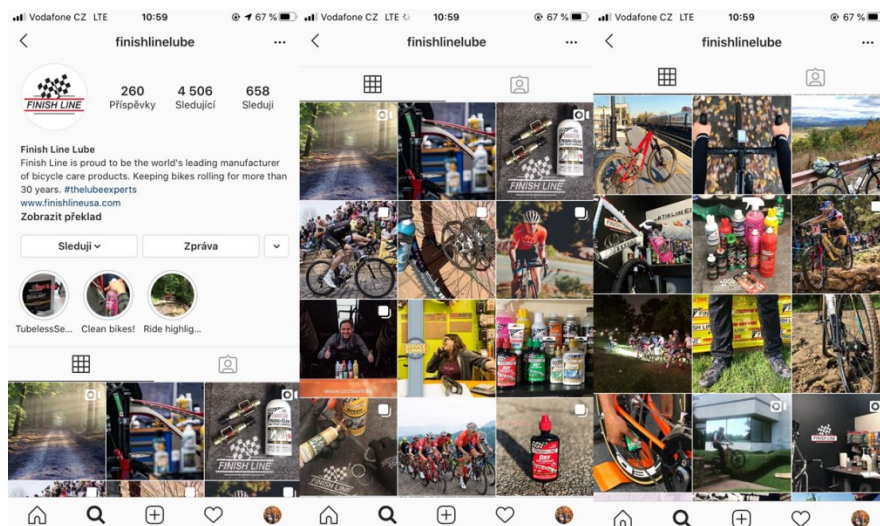 Vodafone CZ LTE 10:59 67 %
finishlinelube
FINISH LINE
260 4 506 658
Příspěvky Sledující Sleduji
Finish Line Lube
Finish Line is proud to be the world's leading manufacturer
of bicycle care products. Keeping bikes rolling for more than
30 years. #thelubeexperts
www.finishlineusa.com
Zobrazit překlad
Sleduji Zpráva
TubelessSe... Clean bikes! Ride highlig...
FINISH LINE
Vodafone CZ LTE 10:59 67 %
finishlinelube
FINISH LINE
DRY
Vodafone CZ LTE 10:59 67 %
finishlinelube
FINISH LINE